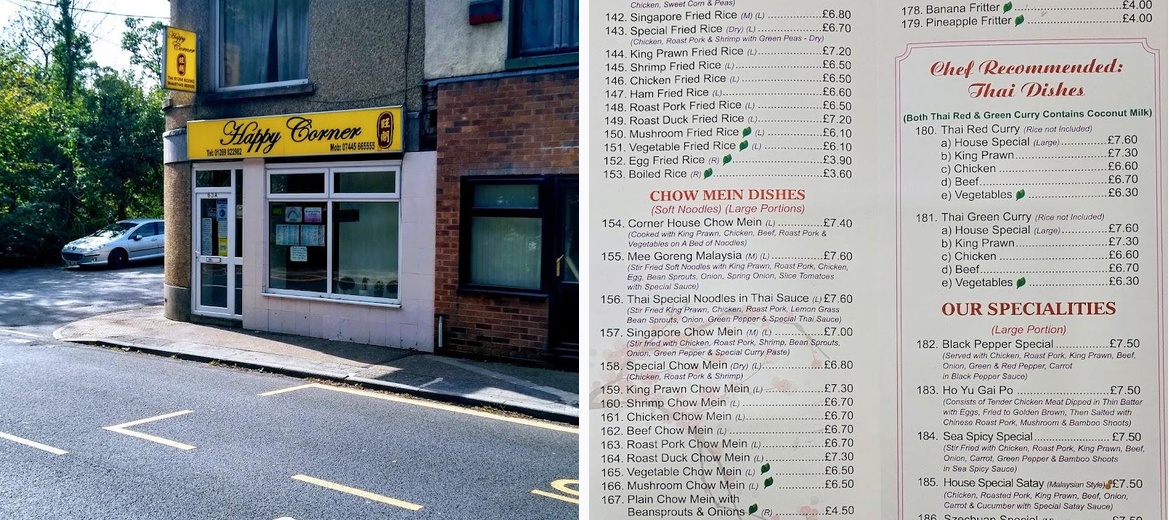 Happy
Corner
旺角
Happy Corner
旺角
Tel: 01269 822982
Mob: 07445 665555
Chicken, Sweet Corn & Peas)
142. Singapore Fried Rice (M) (L) £6.80
143. Special Fried Rice (Dry) (L) £6.70
(Chicken, Roast Pork & Shrimp with Green Peas - Dry)
144. King Prawn Fried Rice (L) £7.20
145. Shrimp Fried Rice (L) £6.50
146. Chicken Fried Rice (L) £6.50
147. Ham Fried Rice (L) £6.60
148. Roast Pork Fried Rice (L) £6.50
149. Roast Duck Fried Rice (L) £7.20
150. Mushroom Fried Rice (L) £6.10
151. Vegetable Fried Rice (L) £6.10
152. Egg Fried Rice (R) £3.90
153. Boiled Rice (R) £3.60
CHOW MEIN DISHES
(Soft Noodles) (Large Portions)
154. Corner House Chow Mein (L) £7.40
(Cooked with King Prawn, Chicken, Beef, Roast Pork &
Vegetables on A Bed of Noodles)
155. Mee Goreng Malaysia (M) (L) £7.60
(Stir Fried Soft Noodles with King Prawn, Roast Pork, Chicken,
Egg, Bean Sprouts, Onion, Spring Onion, Slice Tomatoes
with Special Sauce)
156. Thai Special Noodles in Thai Sauce (L) £7.60
(Stir Fried King Prawn, Chicken, Roast Pork, Lemon Grass
Bean Sprouts, Onion, Green Pepper & Special Thai Sauce)
157. Singapore Chow Mein (M) (L) £7.00
(Stir fried with Chicken, Roast Pork, Shrimp, Bean Sprouts,
Onion, Green Pepper & Special Curry Paste)
158. Special Chow Mein (Dry) (L) £6.80
(Chicken, Roast Pork & Shrimp)
159. King Prawn Chow Mein (L) £7.30
160. Shrimp Chow Mein (L) £6.70
161. Chicken Chow Mein (L) £6.70
162. Beef Chow Mein (L) £6.70
163. Roast Pork Chow Mein (L) £6.70
164. Roast Duck Chow Mein (L) £7.30
165. Vegetable Chow Mein (L) £6.50
166. Mushroom Chow Mein (L) £6.50
167. Plain Chow Mein with
Beansprouts & Onions (R) £4.50
178. Banana Fritter £4.00
179. Pineapple Fritter £4.00
Chef Recommended:
Thai Dishes
(Both Thai Red & Green Curry Contains Coconut Milk)
180. Thai Red Curry (Rice not Included)
a) House Special (Large) £7.60
b) King Prawn £7.30
c) Chicken £6.60
d) Beef £6.70
e) Vegetables £6.30
181. Thai Green Curry (Rice not Included)
a) House Special (Large) £7.60
b) King Prawn £7.30
c) Chicken £6.60
d) Beef £6.70
e) Vegetables £6.30
OUR SPECIALITIES
(Large Portion)
182. Black Pepper Special £7.50
(Served with Chicken, Roast Pork, King Prawn, Beef,
Onion, Green & Red Pepper, Carrot
in Black Pepper Sauce)
183. Ho Yu Gai Po £7.50
(Consists of Tender Chicken Meat Dipped in Thin Batter
with Eggs, Fried to Golden Brown, Then Salted with
Chinese Roast Pork, Mushroom & Bamboo Shoots)
184. Sea Spicy Special £7.50
(Stir Fried with Chicken, Roast Pork, King Prawn, Beef,
Onion, Carrot, Green Pepper & Bamboo Shoots
in Sea Spicy Sauce)
185. House Special Satay (Malaysian Style) £7.50
(Chicken, Roasted Pork, King Prawn, Beef, Onion,
Carrot & Cucumber with Special Satay Sauce)
186. Szechuan Special £7.50